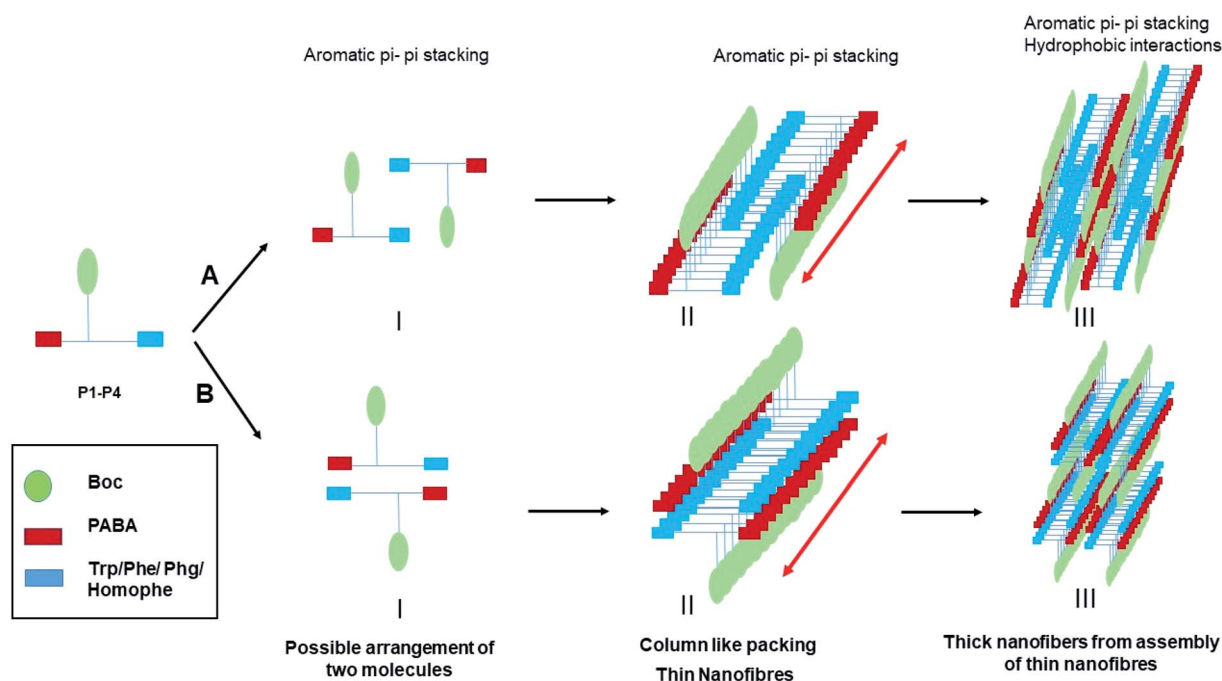 Aromatic pi- pi stacking
Aromatic pi- pi stacking
Aromatic pi- pi stacking
Hydrophobic interactions
A
I
II
III
P1-P4
B
Boc
PABA
Trp/Phe/ Phg/
Homophe
I
II
III
Possible arrangement of
two molecules
Column like packing
Thin Nanofibres
Thick nanofibers from assembly
of thin nanofibres